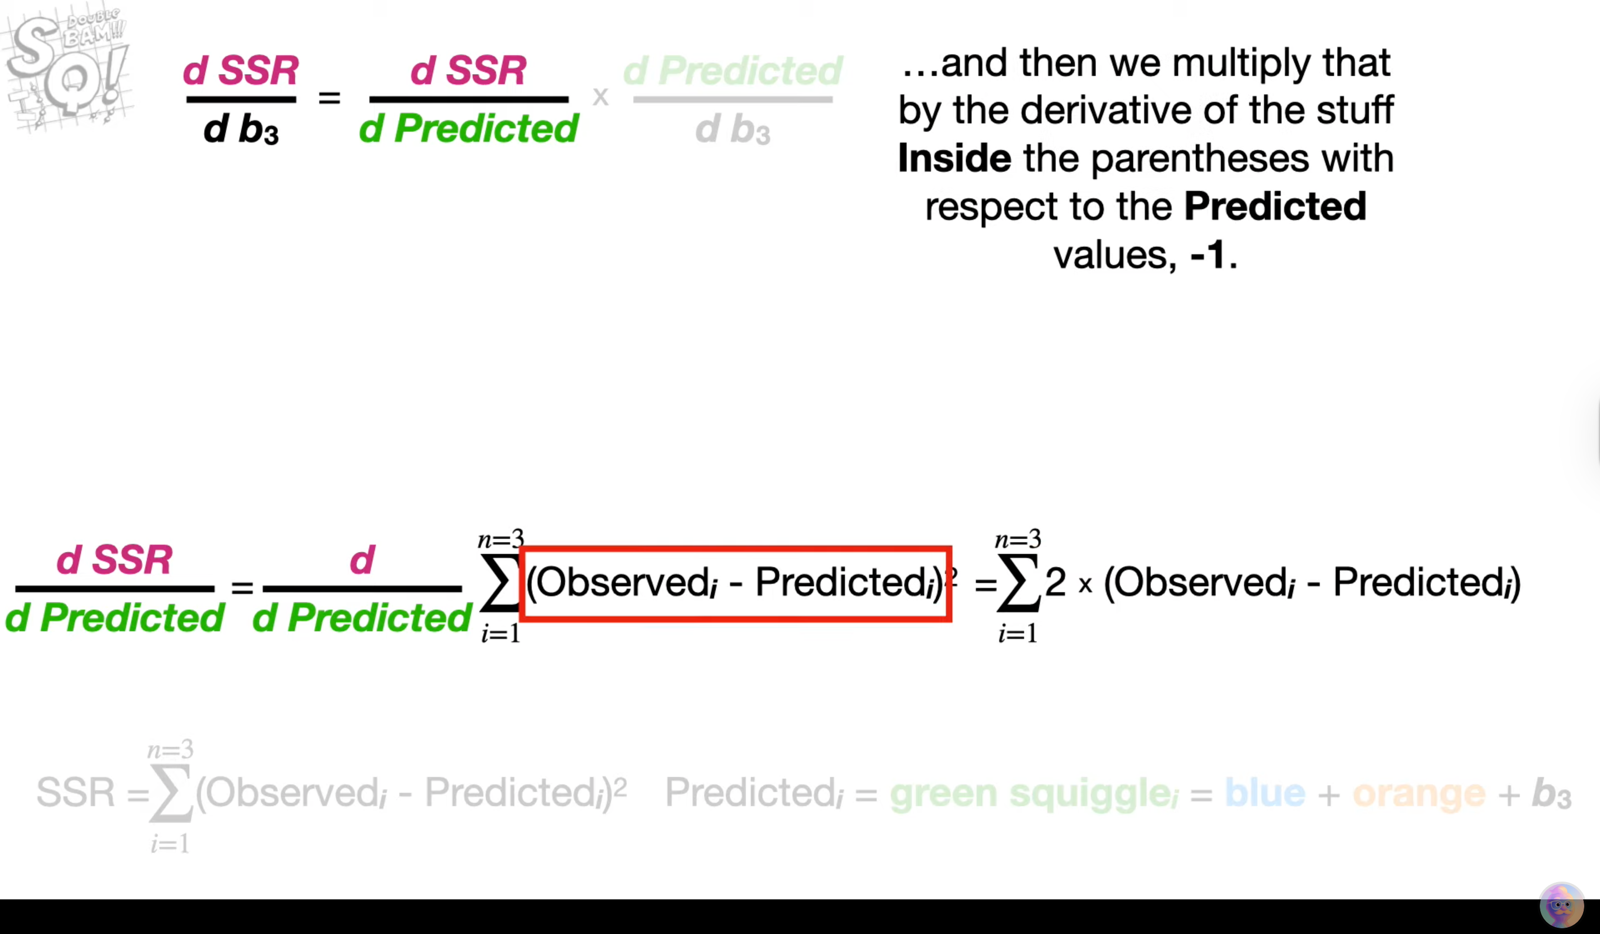 DOUBLE
BAM!!!
SQ!
d SSR / d b₃ = d SSR / d Predicted x d Predicted / d b₃
…and then we multiply that
by the derivative of the stuff
Inside the parentheses with
respect to the Predicted
values, -1.
d SSR / d Predicted = d / d Predicted ∑ n=3 i=1 (Observedᵢ - Predictedᵢ)² = ∑ n=3 i=1 2 × (Observedᵢ - Predictedᵢ)
SSR = ∑ n=3 i=1 (Observedᵢ - Predictedᵢ)² Predictedᵢ = green squiggleᵢ = blue + orange + b₃